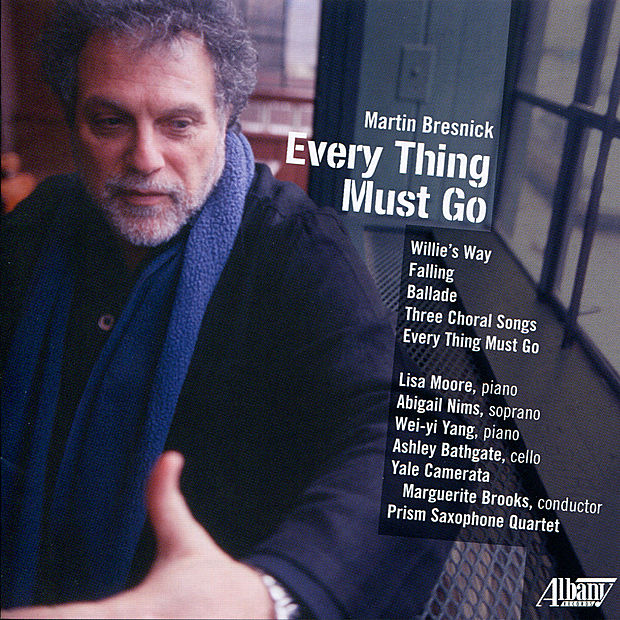 Martin Bresnick
Every Thing
Must Go
Willie's Way
Falling
Ballade
Three Choral Songs
Every Thing Must Go
Lisa Moore, piano
Abigail Nims, soprano
Wei-yi Yang, piano
Ashley Bathgate, cello
Yale Camerata
Marguerite Brooks, conductor
Prism Saxophone Quartet
Albany
RECORDS